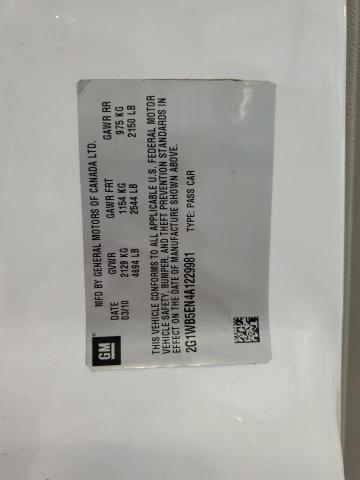 GM
MFD BY GENERAL MOTORS OF CANADA LTD.
DATE GVWR GAWR FRT GAWR RR
03/10 2129 KG 1154 KG 975 KG
4694 LB 2544 LB 2150 LB
THIS VEHICLE CONFORMS TO ALL APPLICABLE U.S. FEDERAL MOTOR
VEHICLE SAFETY, BUMPER, AND THEFT PREVENTION STANDARDS IN
EFFECT ON THE DATE OF MANUFACTURE SHOWN ABOVE.
2G1WB5EN4A1229981 TYPE: PASS CAR